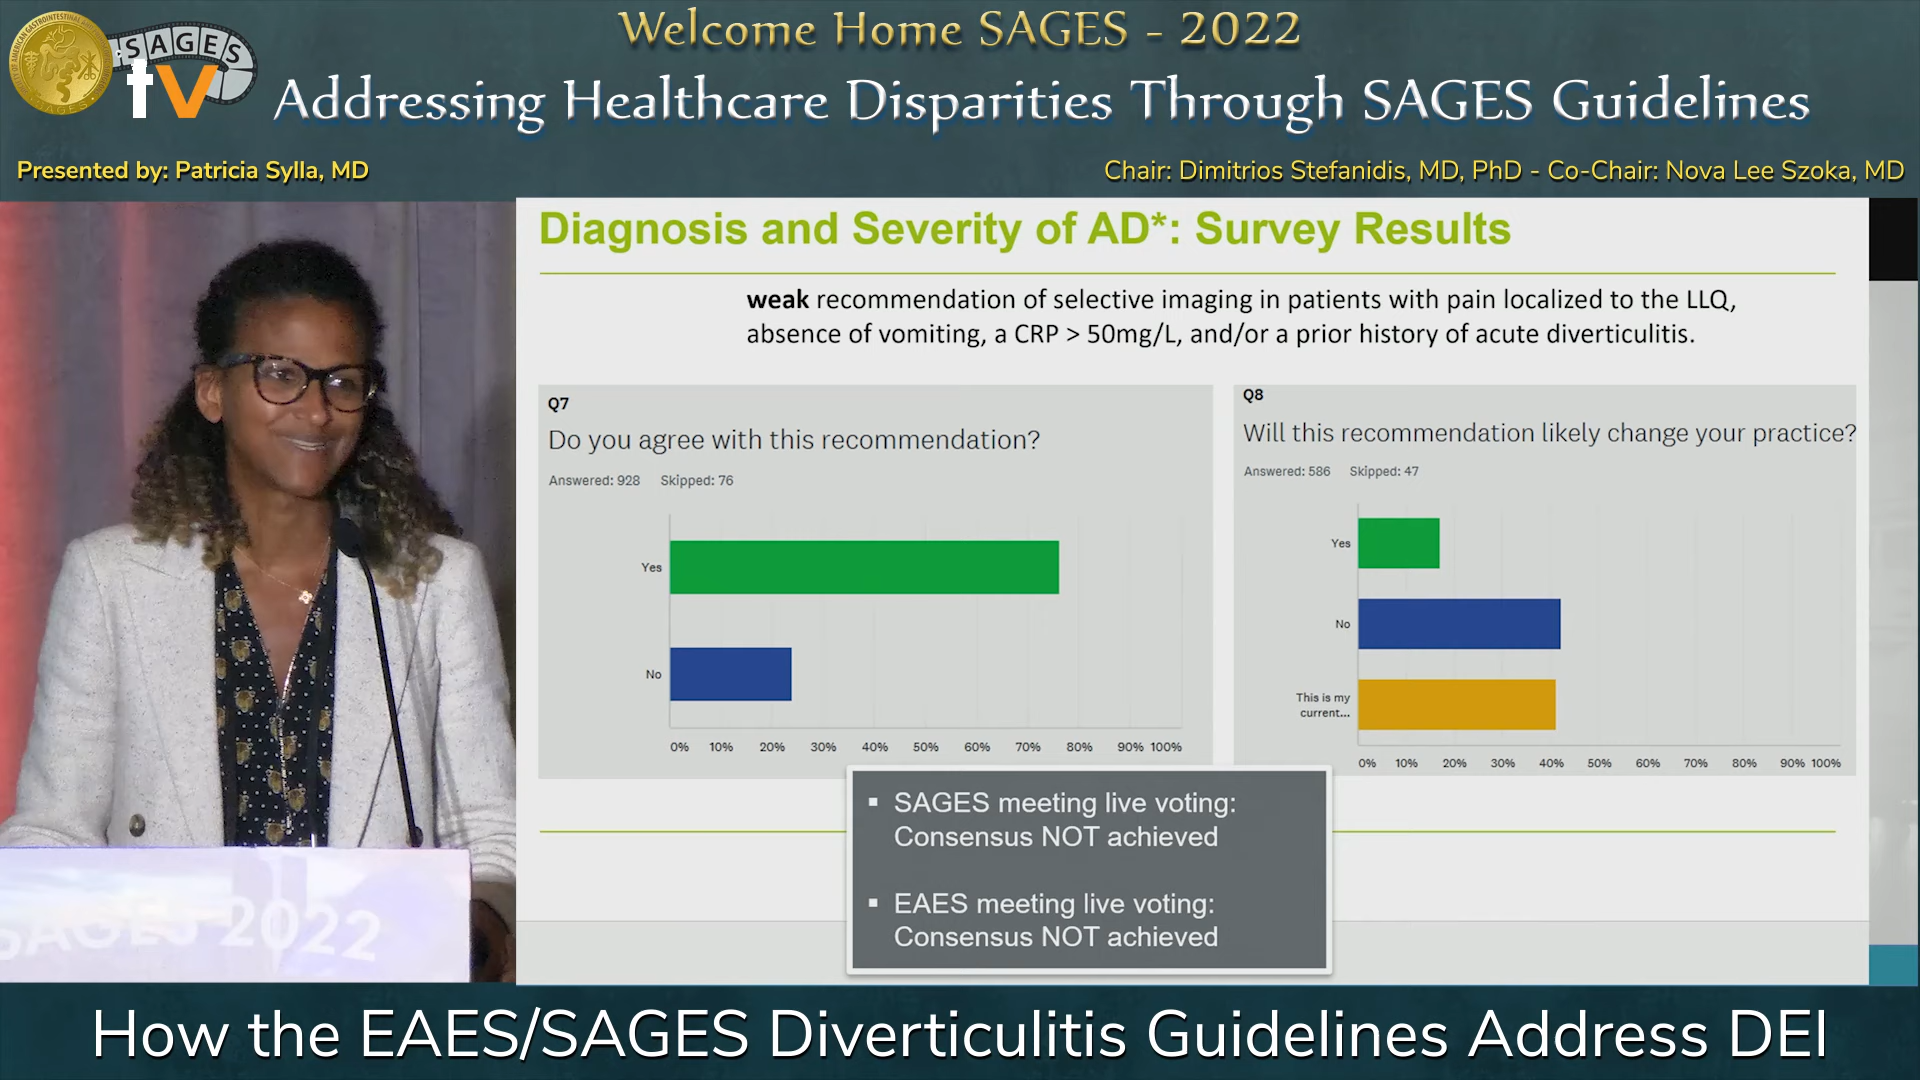 Welcome Home SAGES - 2022
SAGES
tv
Addressing Healthcare Disparities Through SAGES Guidelines
Presented by: Patricia Sylla, MD
Chair: Dimitrios Stefanidis, MD, PhD - Co-Chair: Nova Lee Szoka, MD
Diagnosis and Severity of AD*: Survey Results
weak recommendation of selective imaging in patients with pain localized to the LLQ,
absence of vomiting, a CRP > 50mg/L, and/or a prior history of acute diverticulitis.
Q7
Do you agree with this recommendation?
Answered: 928 Skipped: 76
Yes
No
0% 10% 20% 30% 40% 50% 60% 70% 80% 90% 100%
Q8
Will this recommendation likely change your practice?
Answered: 586 Skipped: 47
Yes
No
This is my
current...
0% 10% 20% 30% 40% 50% 60% 70% 80% 90% 100%
▪ SAGES meeting live voting:
Consensus NOT achieved
▪ EAES meeting live voting:
Consensus NOT achieved
SAGES 2022
How the EAES/SAGES Diverticulitis Guidelines Address DEI